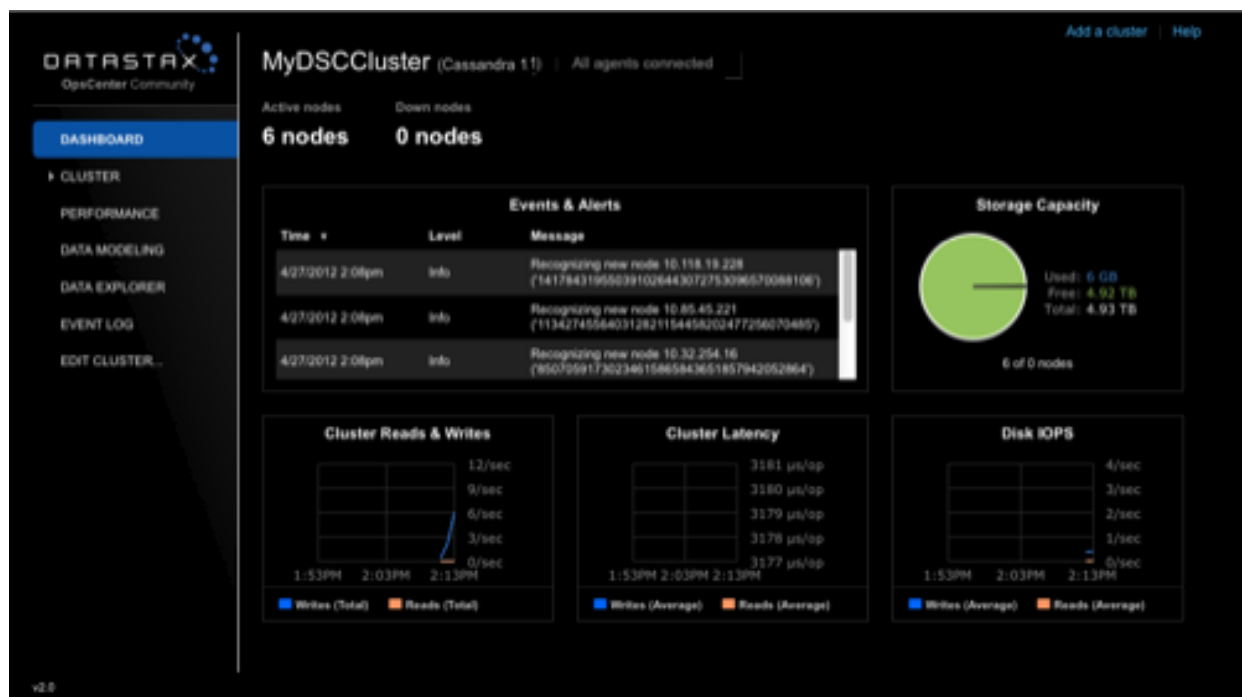 Add a cluster | Help
DATASTAX
OpsCenter Community
MyDSCCluster (Cassandra 1.1) | All agents connected
Active nodes Down nodes
6 nodes 0 nodes
DASHBOARD
CLUSTER
PERFORMANCE
DATA MODELING
DATA EXPLORER
EVENT LOG
EDIT CLUSTER...
Events & Alerts
Time Level Message
4/27/2012 2:08pm Info Recognizing new node 10.118.19.228
4/27/2012 2:08pm Info Recognizing new node 10.85.45.221
4/27/2012 2:08pm Info Recognizing new node 10.32.254.16
Storage Capacity
Used: 6 GB
Free: 4.92 TB
Total: 4.93 TB
6 of 0 nodes
Cluster Reads & Writes
12/sec
9/sec
6/sec
3/sec
0/sec
1:53PM 2:03PM 2:13PM
Writes (Total) Reads (Total)
Cluster Latency
3181 µs/op
3180 µs/op
3179 µs/op
3178 µs/op
3177 µs/op
1:53PM 2:03PM 2:13PM
Writes (Average) Reads (Average)
Disk IOPS
4/sec
3/sec
2/sec
1/sec
0/sec
1:53PM 2:03PM 2:13PM
Writes (Average) Reads (Average)
v2.0